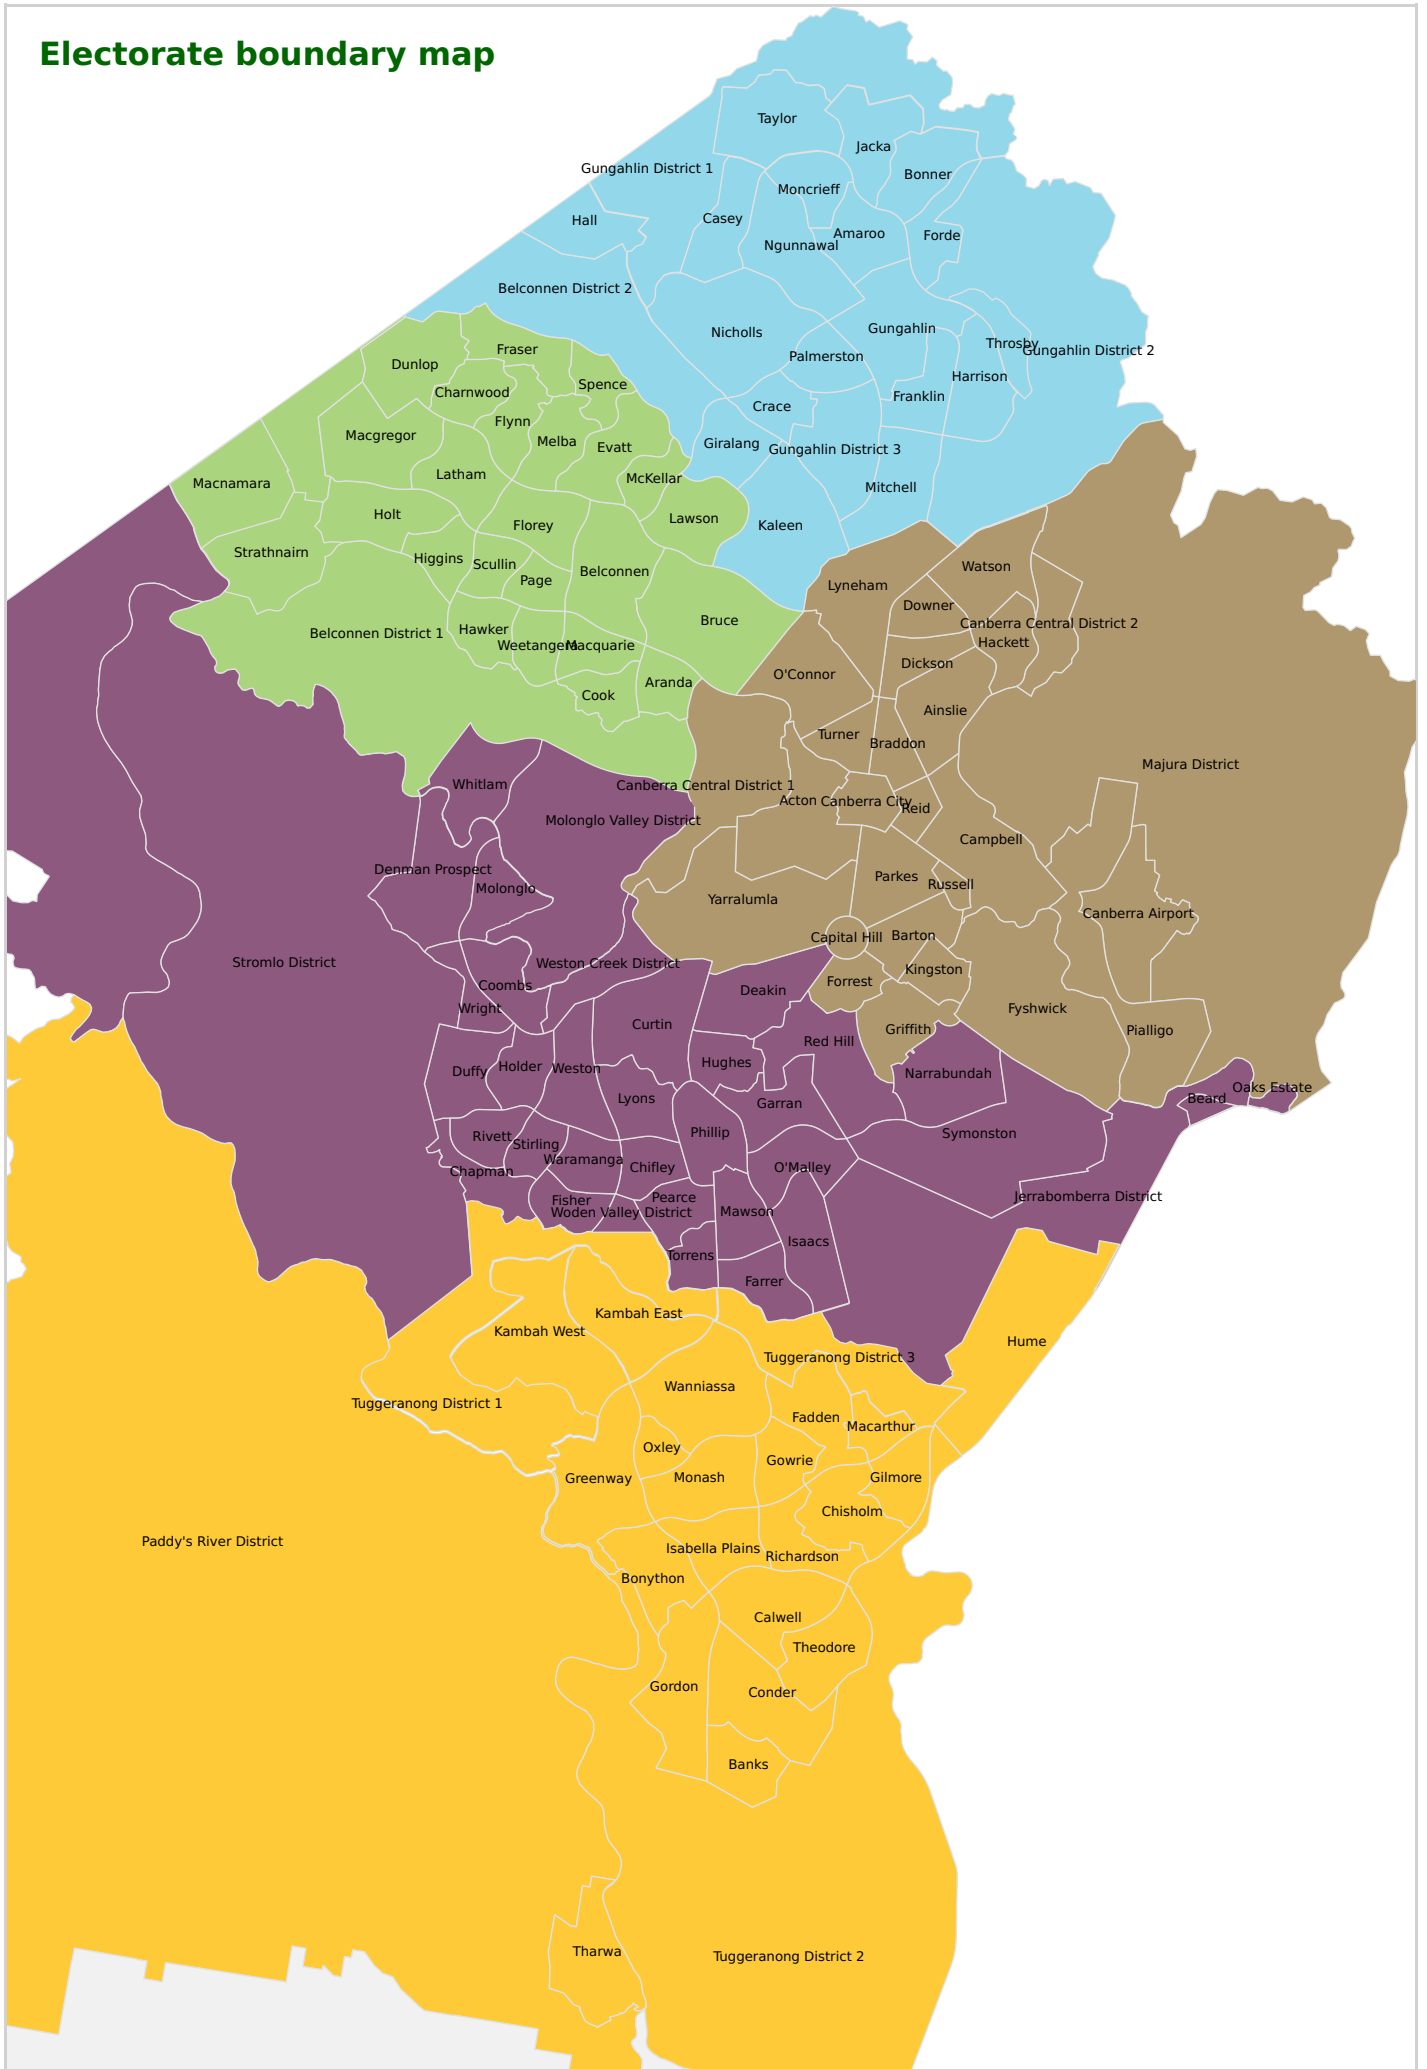 Electorate boundary map
Taylor
Jacka
Gungahlin District 1
Bonner
Moncrieff
Hall
Casey
Amaroo
Forde
Ngunnawal
Belconnen District 2
Nicholls
Gungahlin
Throsby
Gungahlin District 2
Fraser
Palmerston
Dunlop
Harrison
Spence
Charnwood
Franklin
Crace
Flynn
Macgregor
Melba
Giralang
Evatt
Gungahlin District 3
Latham
McKellar
Macnamara
Mitchell
Holt
Lawson
Florey
Kaleen
Strathnairn
Higgins
Scullin
Watson
Belconnen
Page
Lyneham
Downer
Bruce
Canberra Central District 2
Hawker
Belconnen District 1
Hackett
Weetangera
Macquarie
Dickson
O'Connor
Aranda
Cook
Ainslie
Turner
Braddon
Majura District
Whitlam
Canberra Central District 1
Acton
Canberra City
Reid
Molonglo Valley District
Campbell
Denman Prospect
Parkes
Russell
Molonglo
Yarralumla
Canberra Airport
Barton
Capital Hill
Stromlo District
Weston Creek District
Kingston
Forrest
Coombs
Deakin
Wright
Fyshwick
Curtin
Griffith
Pialligo
Red Hill
Hughes
Holder
Weston
Duffy
Narrabundah
Oaks Estate
Lyons
Beard
Garran
Phillip
Symonston
Rivett
Stirling
Waramanga
Chifley
O'Malley
Chapman
Jerrabomberra District
Pearce
Fisher
Woden Valley District
Mawson
Isaacs
Torrens
Farrer
Kambah East
Kambah West
Hume
Tuggeranong District 3
Wanniassa
Tuggeranong District 1
Fadden
Macarthur
Oxley
Gowrie
Greenway
Monash
Gilmore
Chisholm
Paddy's River District
Isabella Plains
Richardson
Bonython
Calwell
Theodore
Gordon
Conder
Banks
Tharwa
Tuggeranong District 2